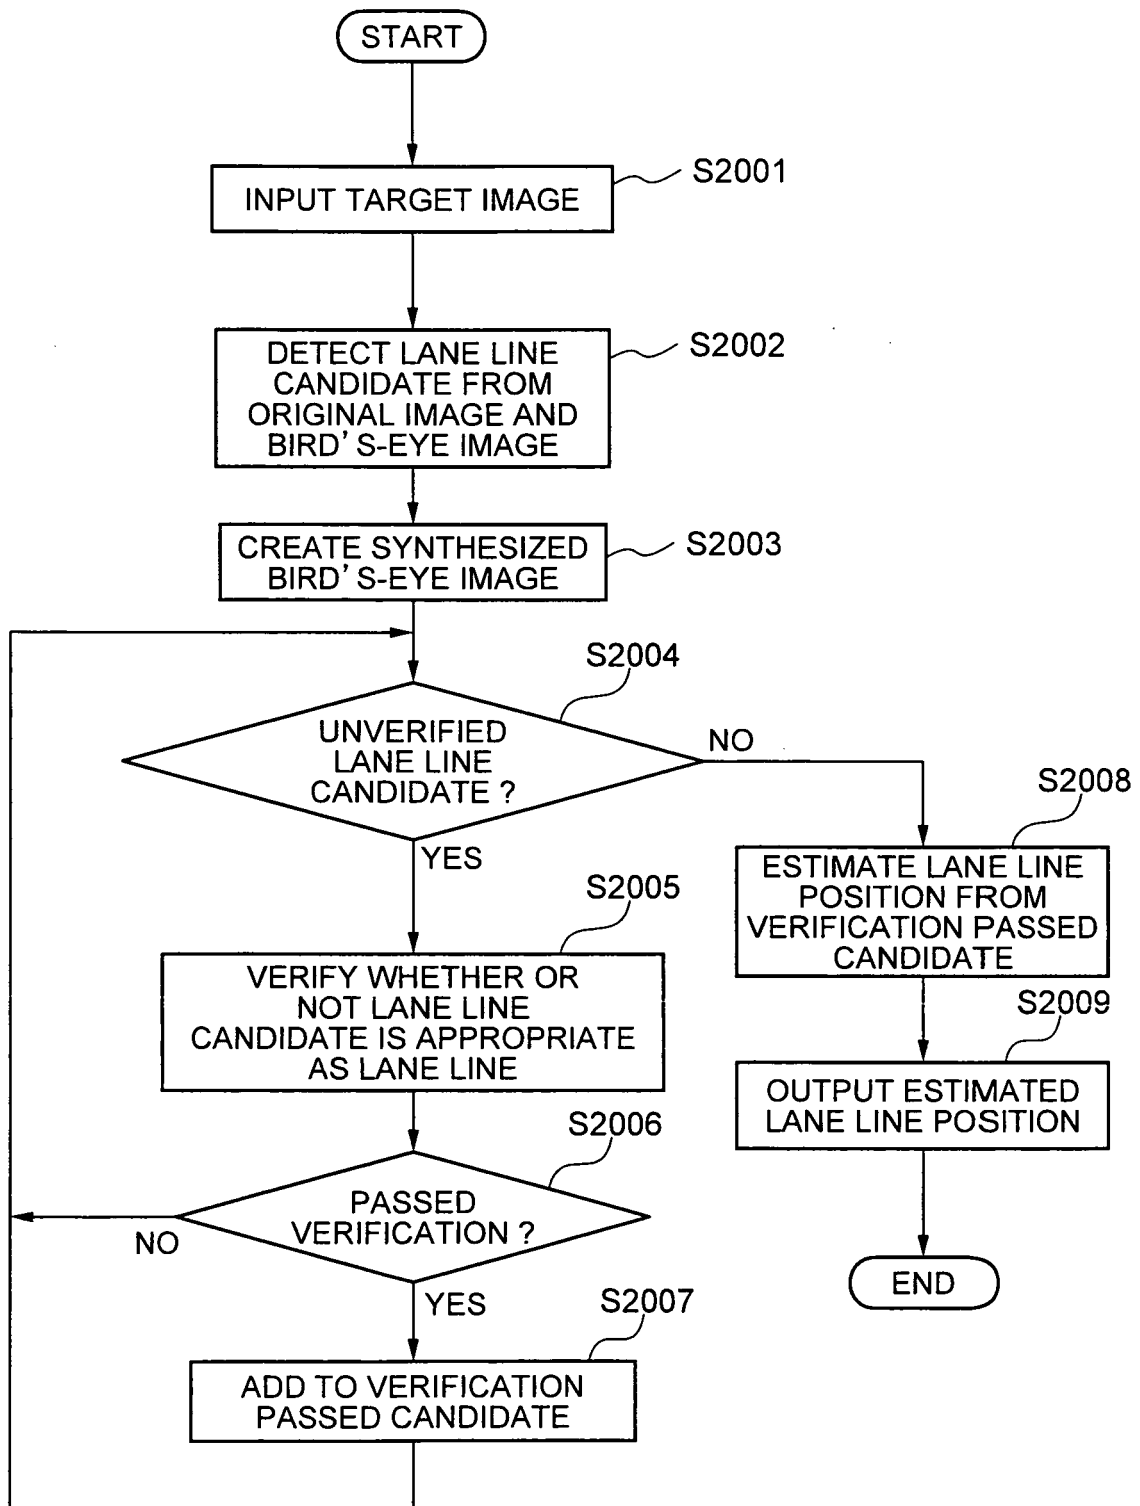 START
INPUT TARGET IMAGE
S2001
DETECT LANE LINE
CANDIDATE FROM
ORIGINAL IMAGE AND
BIRD'S-EYE IMAGE
S2002
CREATE SYNTHESIZED
BIRD'S-EYE IMAGE
S2003
S2004
UNVERIFIED
LANE LINE
CANDIDATE ?
NO
YES
S2005
VERIFY WHETHER OR
NOT LANE LINE
CANDIDATE IS APPROPRIATE
AS LANE LINE
S2006
PASSED
VERIFICATION ?
NO
YES
S2007
ADD TO VERIFICATION
PASSED CANDIDATE
S2008
ESTIMATE LANE LINE
POSITION FROM
VERIFICATION PASSED
CANDIDATE
S2009
OUTPUT ESTIMATED
LANE LINE POSITION
END